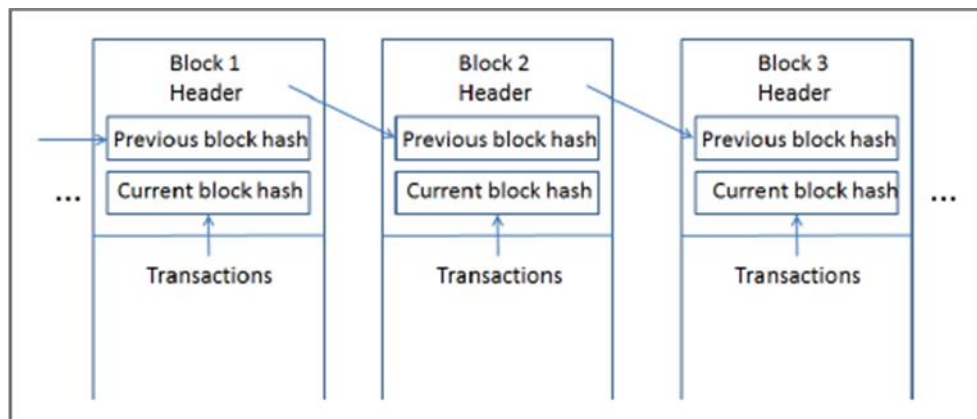 Block 1
Header
Previous block hash
Current block hash
Transactions
Block 2
Header
Previous block hash
Current block hash
Transactions
Block 3
Header
Previous block hash
Current block hash
Transactions
...
...